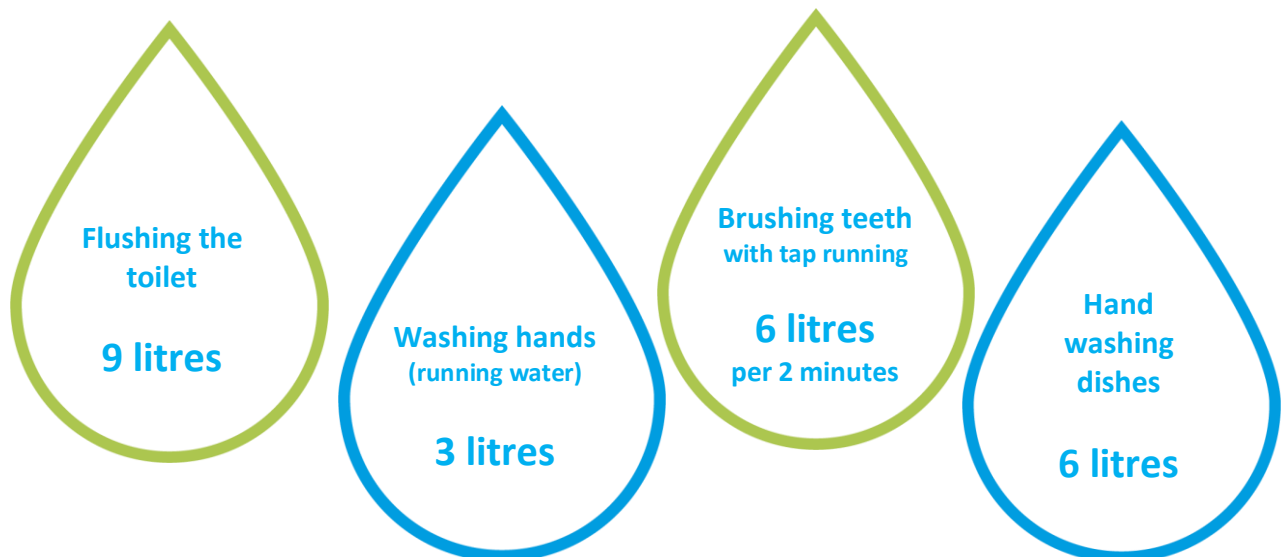 Flushing the
toilet
9 litres
Washing hands
(running water)
3 litres
Brushing teeth
with tap running
6 litres
per 2 minutes
Hand
washing
dishes
6 litres